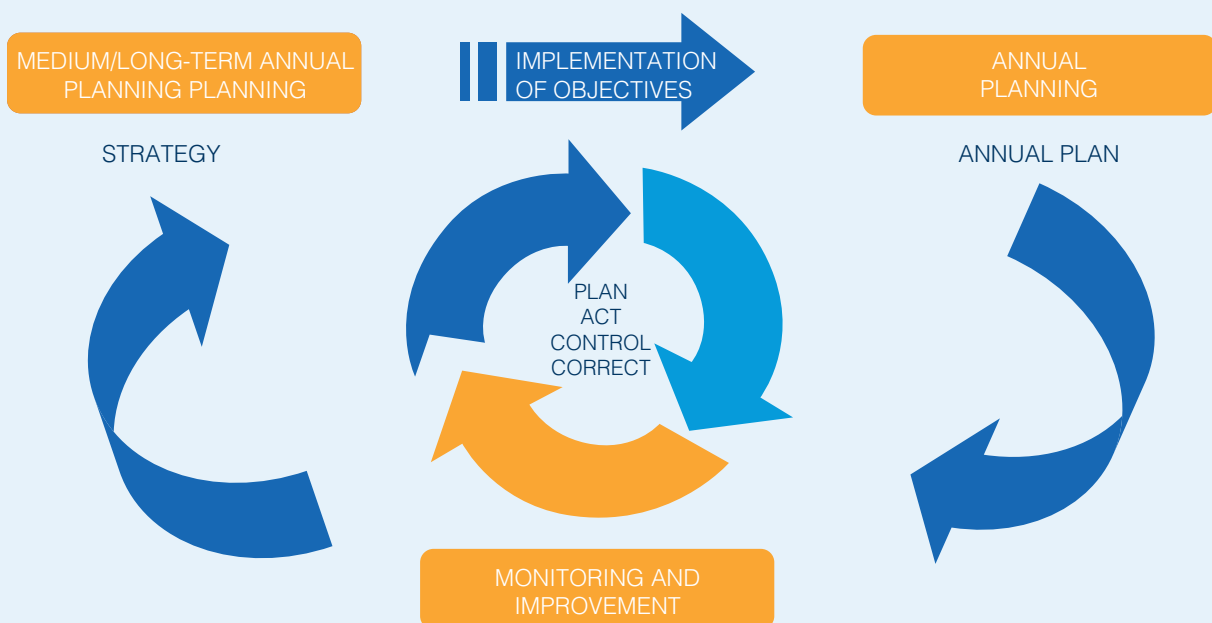 MEDIUM/LONG-TERM ANNUAL
PLANNING PLANNING
IMPLEMENTATION
OF OBJECTIVES
ANNUAL
PLANNING
STRATEGY
ANNUAL PLAN
PLAN
ACT
CONTROL
CORRECT
MONITORING AND
IMPROVEMENT